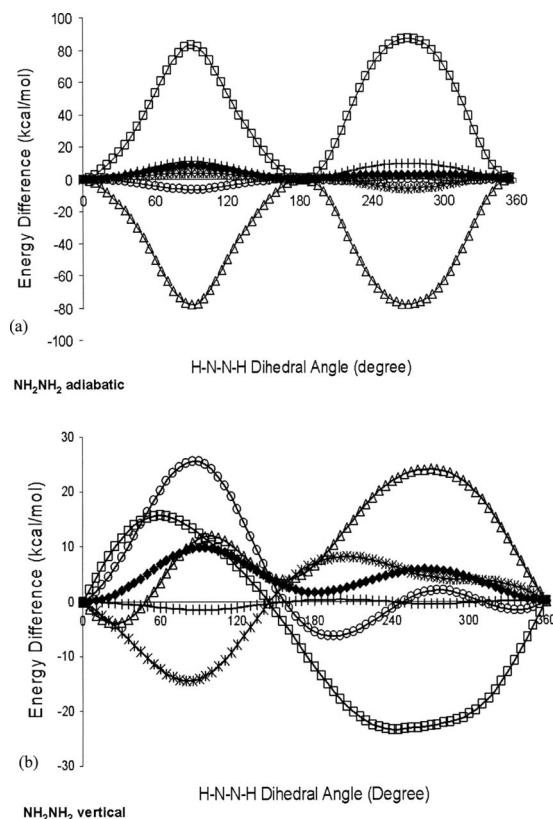 100
80
60
40
20
0
-20
-40
-60
-80
-100
0 60 120 180 240 300 360
Energy Difference (kcal/mol)
(a)
H-N-N-H Dihedral Angle (degree)
NH₂NH₂ adiabatic
30
20
10
0
-10
-20
-30
0 60 120 180 240 300 360
Energy Difference (kcal/mol)
(b)
H-N-N-H Dihedral Angle (Degree)
NH₂NH₂ vertical